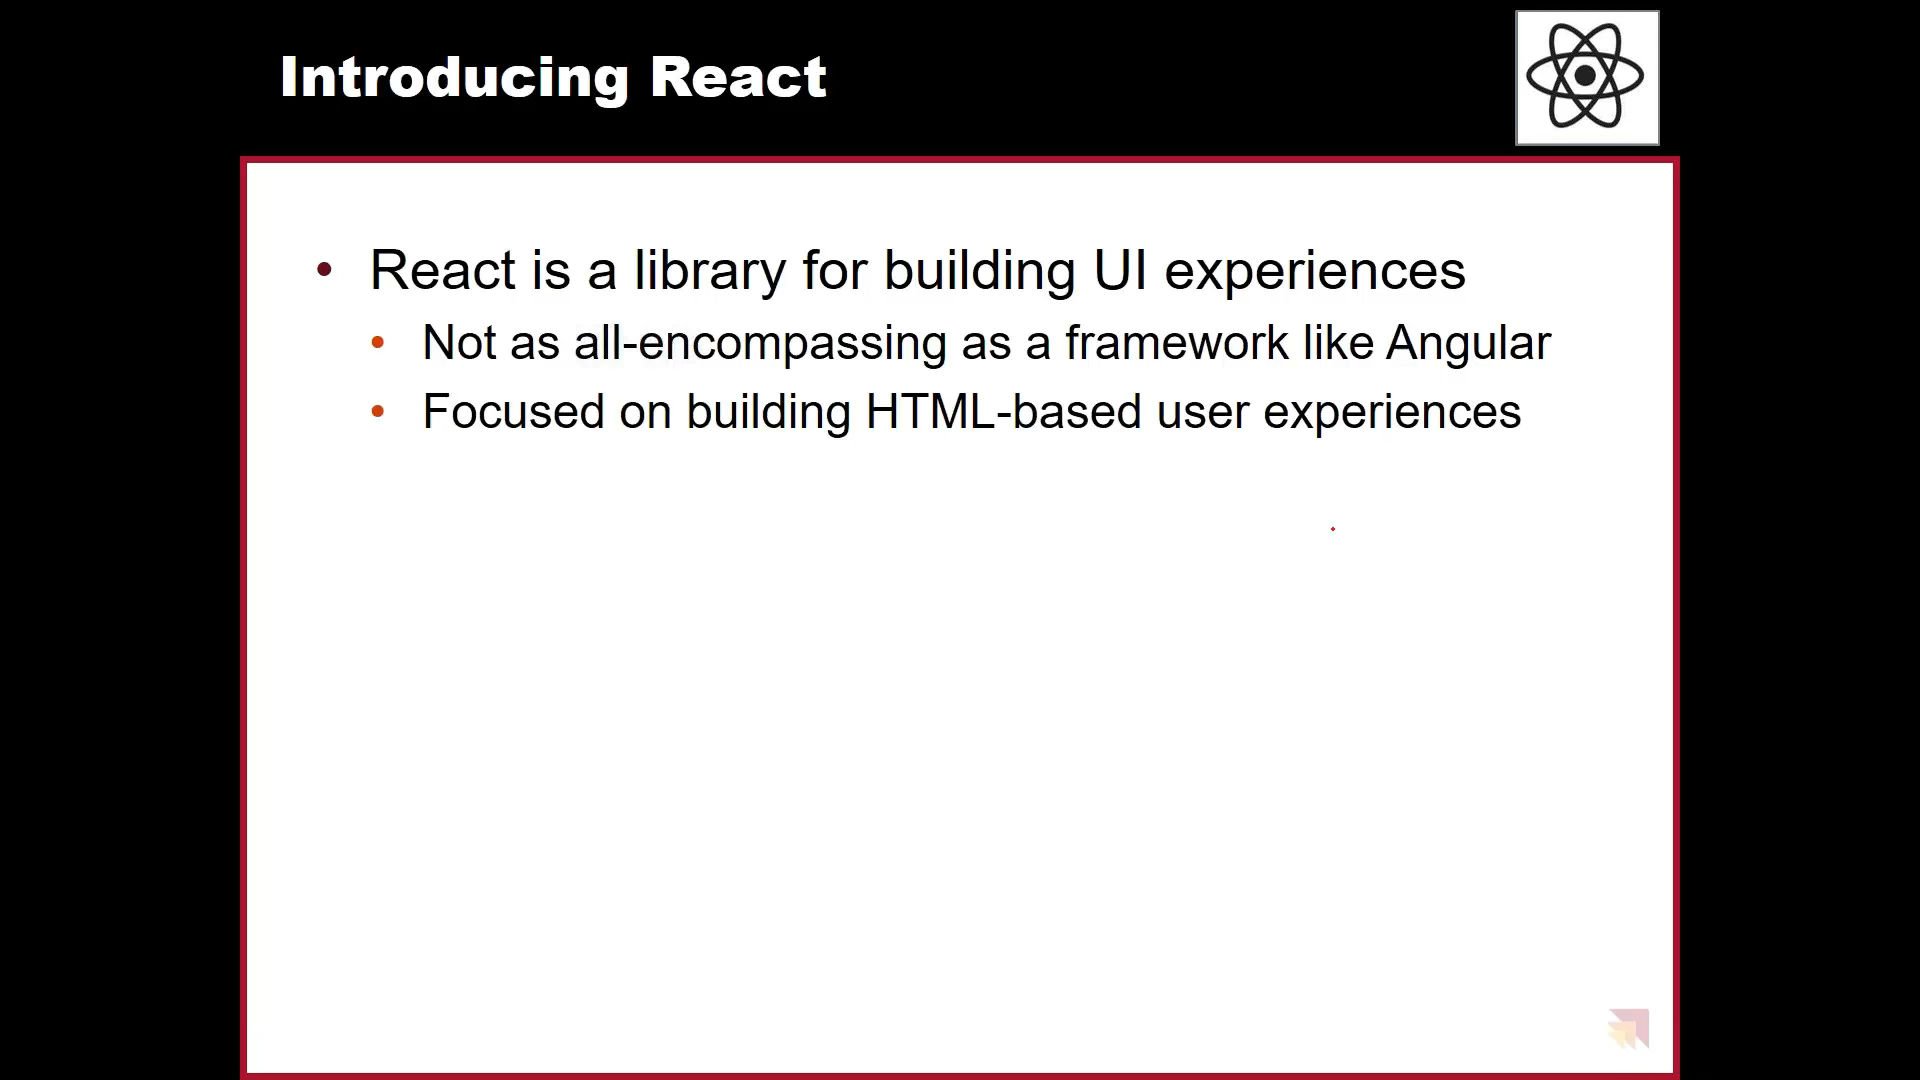 Introducing React
• React is a library for building UI experiences
• Not as all-encompassing as a framework like Angular
• Focused on building HTML-based user experiences